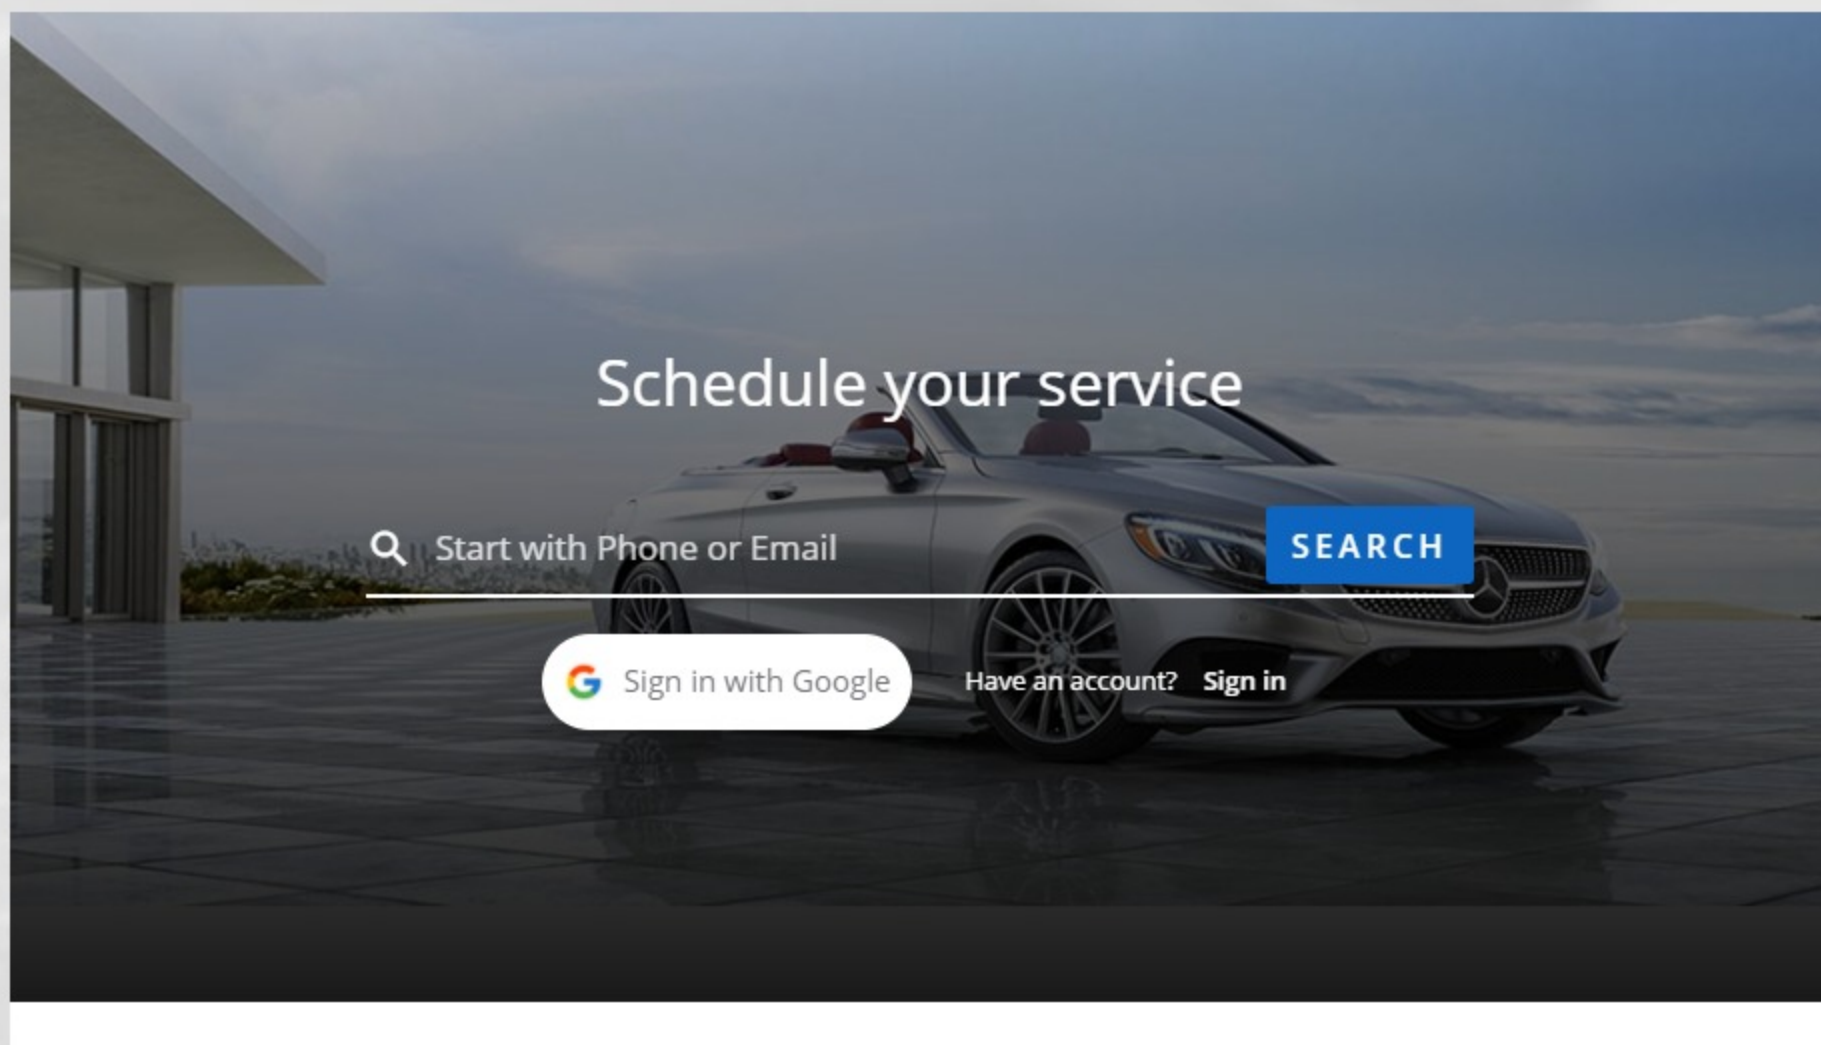 Schedule your service
Start with Phone or Email
SEARCH
Sign in with Google
Have an account? Sign in